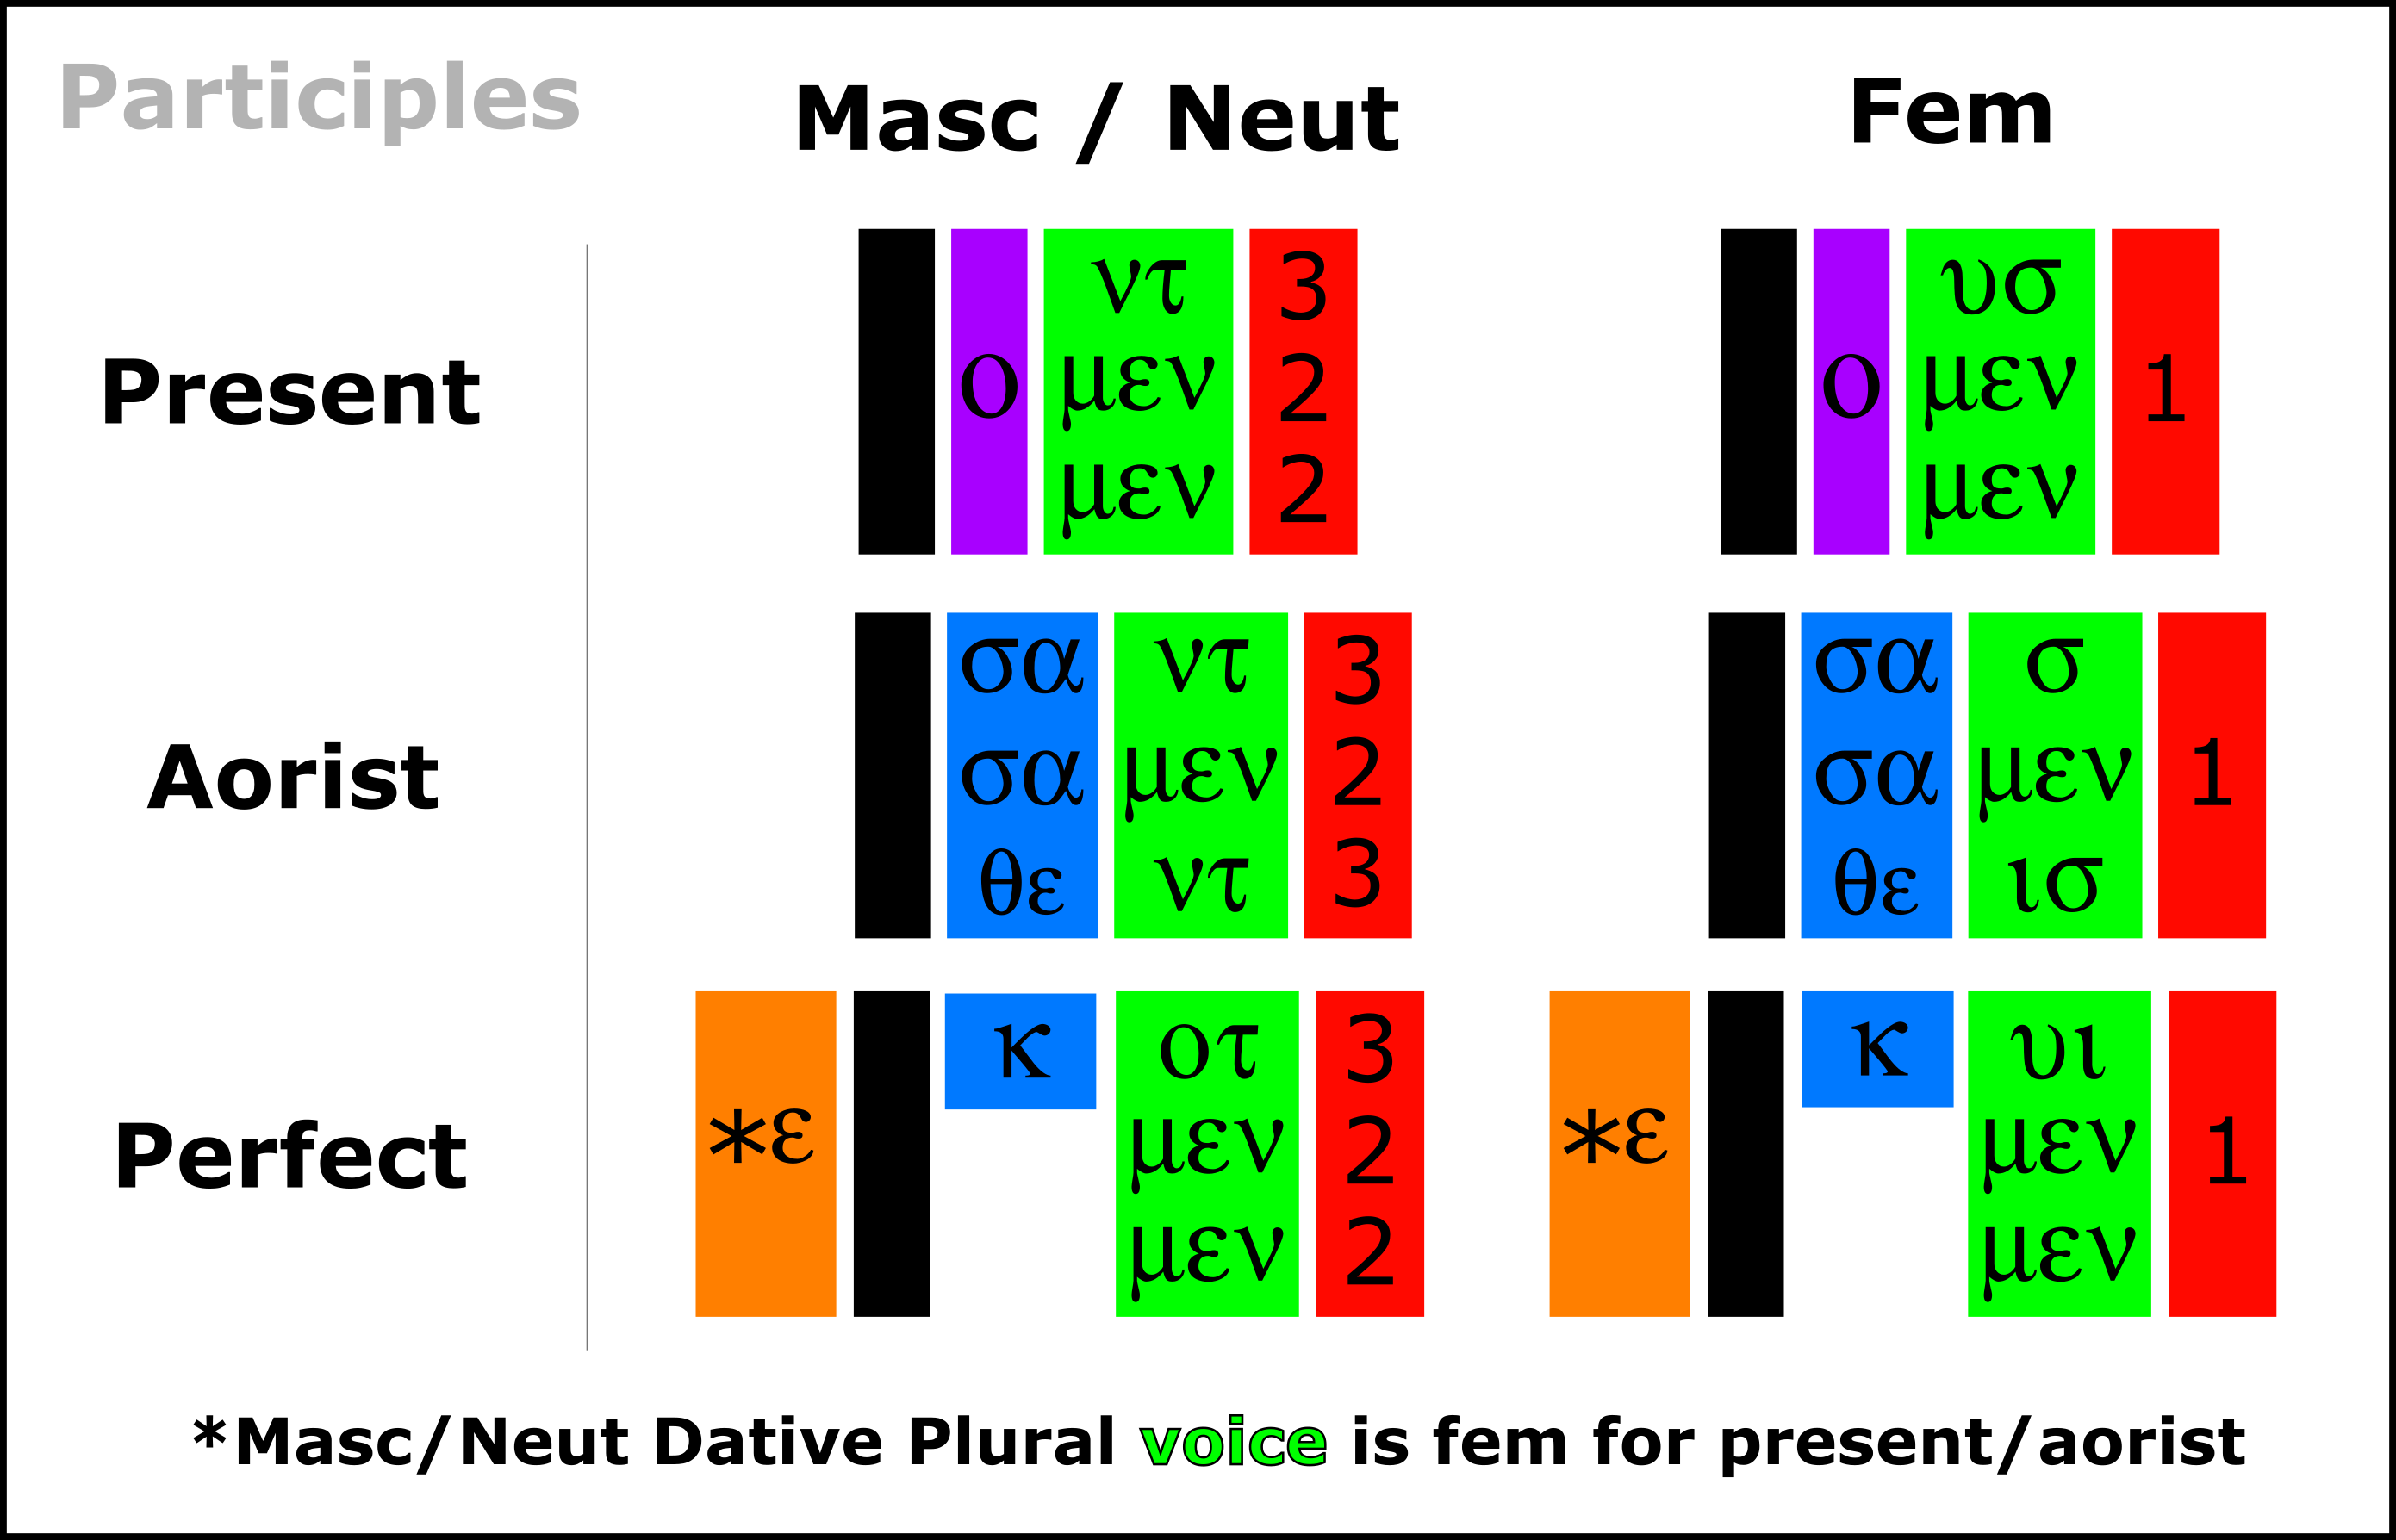 Participles
Masc / Neut
Fem
Present
ο
ντ
μεν
μεν
3
2
2
ο
υσ
μεν
μεν
1
Aorist
σα
σα
θε
ντ
μεν
ντ
3
2
3
σα
σα
θε
σ
μεν
ισ
1
Perfect
*ε
κ
οτ
μεν
μεν
3
2
2
*ε
κ
υι
μεν
μεν
1
*Masc/Neut Dative Plural voice is fem for present/aorist